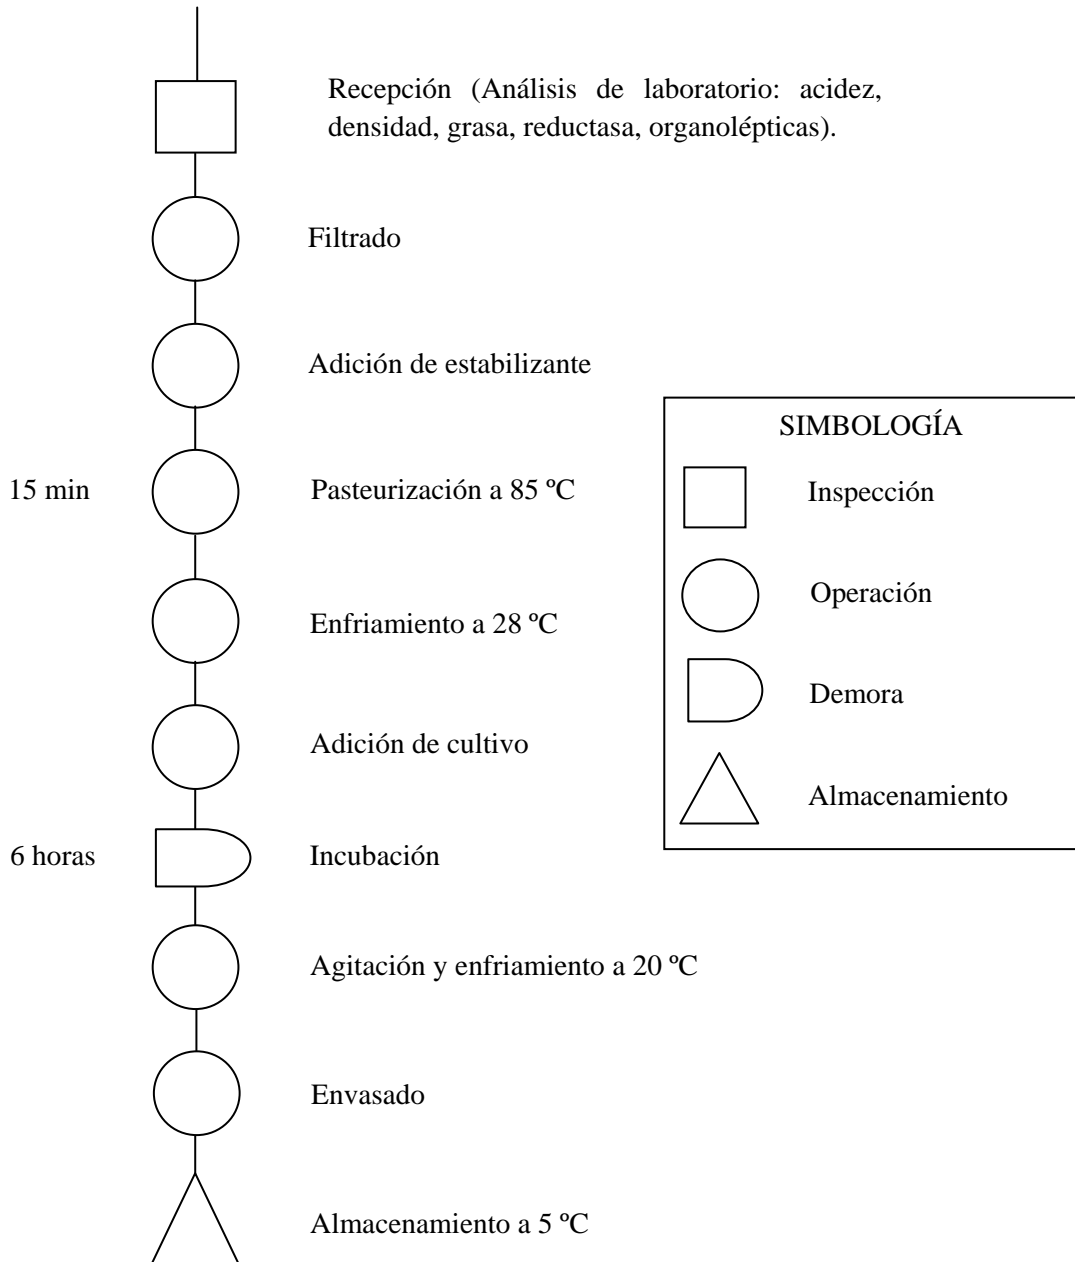 Recepción (Análisis de laboratorio: acidez,
densidad, grasa, reductasa, organolépticas).
Filtrado
Adición de estabilizante
15 min
Pasteurización a 85 ºC
Enfriamiento a 28 ºC
Adición de cultivo
6 horas
Incubación
Agitación y enfriamiento a 20 ºC
Envasado
Almacenamiento a 5 ºC
SIMBOLOGÍA
Inspección
Operación
Demora
Almacenamiento